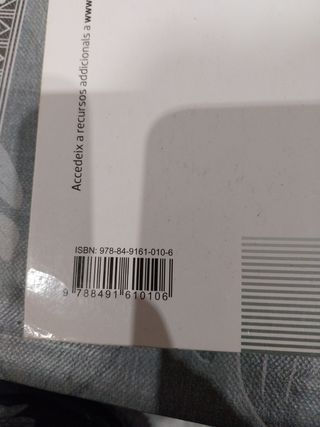 Accedeix a recursos addicionals a www
ISBN: 978-84-9161-010-6
9 788491 610106